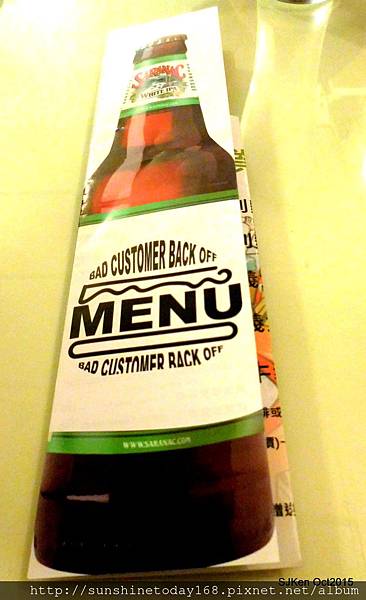 SARANAC
WHITE IPA
BAD CUSTOMER BACK OFF
MENU
BAD CUSTOMER BACK OFF
WWW.SARANAC.COM
SJKen Oct2015
http://sunshinetoday168.pixnet.net/album